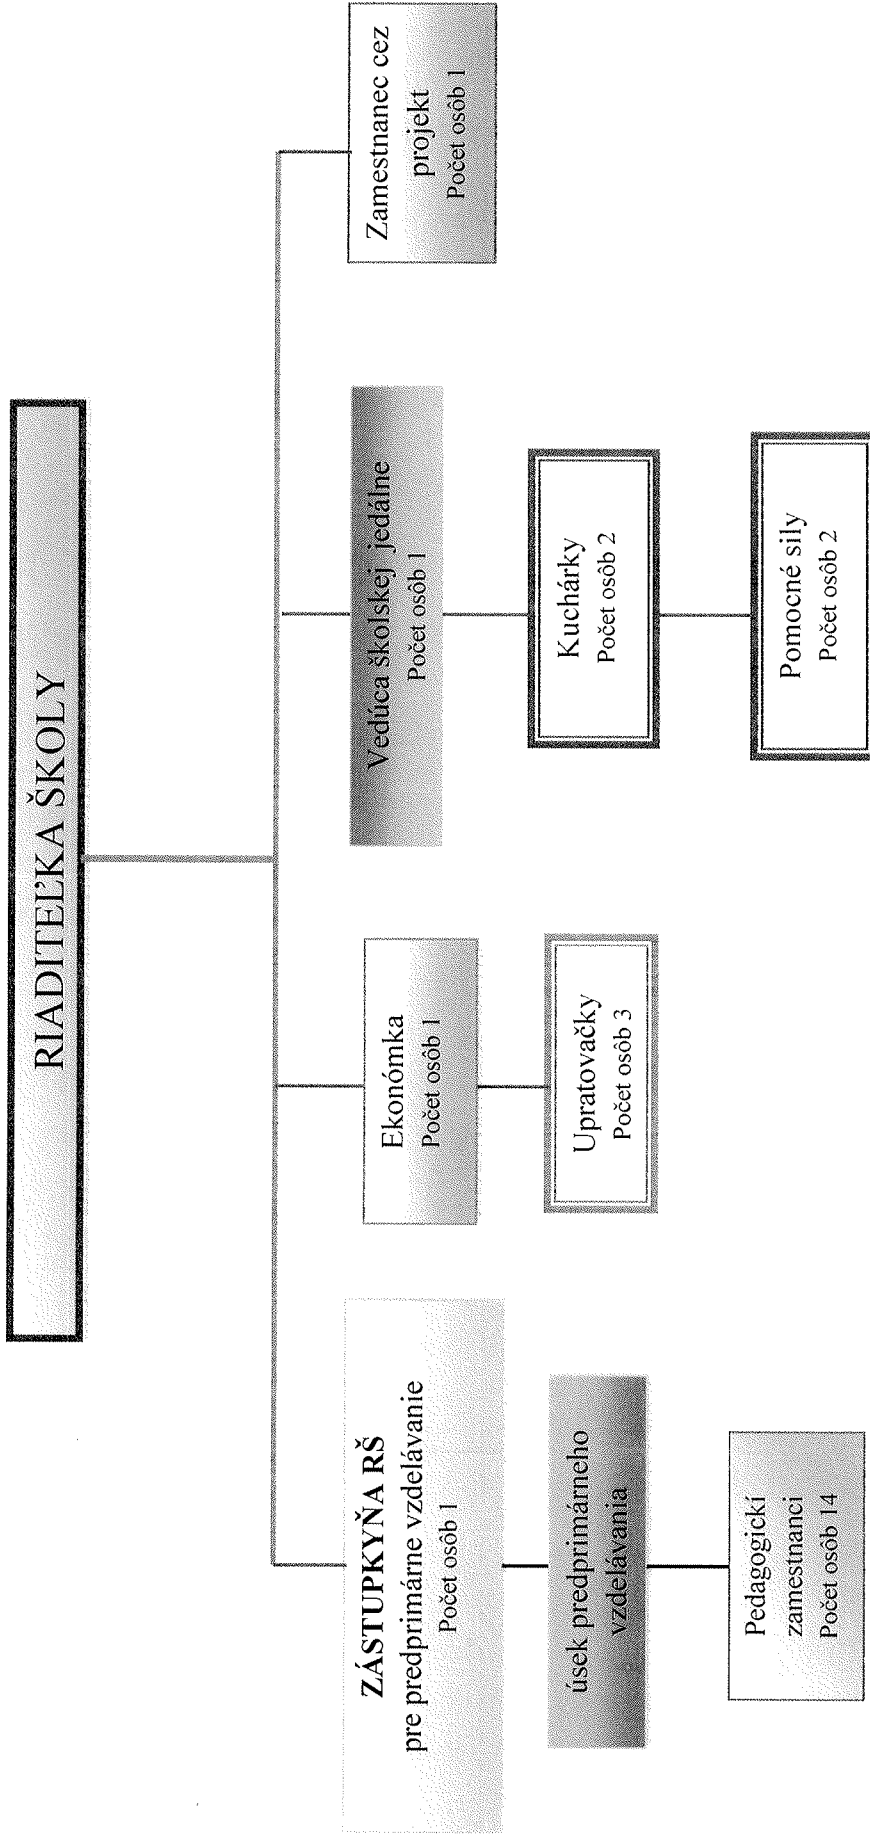 RIADITEĽKA ŠKOLY
ZÁSTUPKYŇA RŠ
pre predprimárne vzdelávanie
Počet osôb 1
úsek predprimárneho
vzdelávania
Pedagogickí
zamestnanci
Počet osôb 14
Ekonómka
Počet osôb 1
Upratovačky
Počet osôb 3
Vedúca školskej jedálne
Počet osôb 1
Kuchárky
Počet osôb 2
Pomocné sily
Počet osôb 2
Zamestnanec cez
projekt
Počet osôb 1